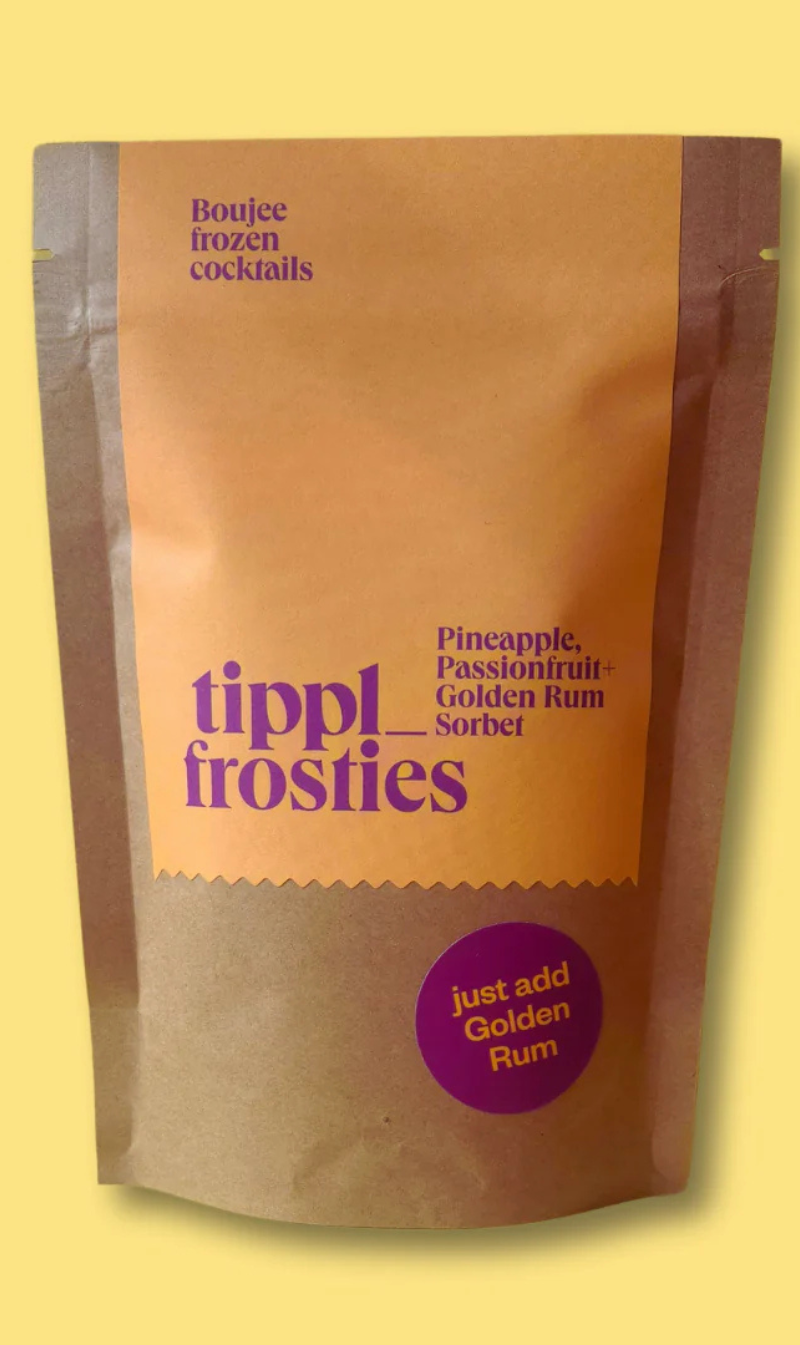 Boujee
frozen
cocktails
Pineapple,
Passionfruit+
Golden Rum
Sorbet
tippl_
frosties
just add
Golden
Rum